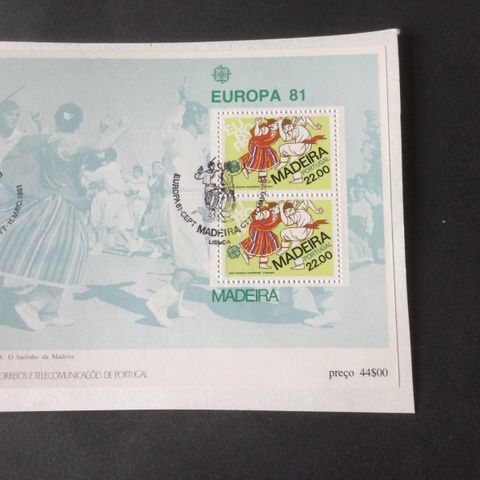 EUROPA 81
MADEIRA
PORTUGAL
22.00
EUROPA 81·CEPT MADEIRA
LISBOA
MADEIRA
PORTUGAL
22.00
MADEIRA
O bailinho da Madeira
CORREIOS E TELECOMUNICAÇÕES DE PORTUGAL
preço 44$00